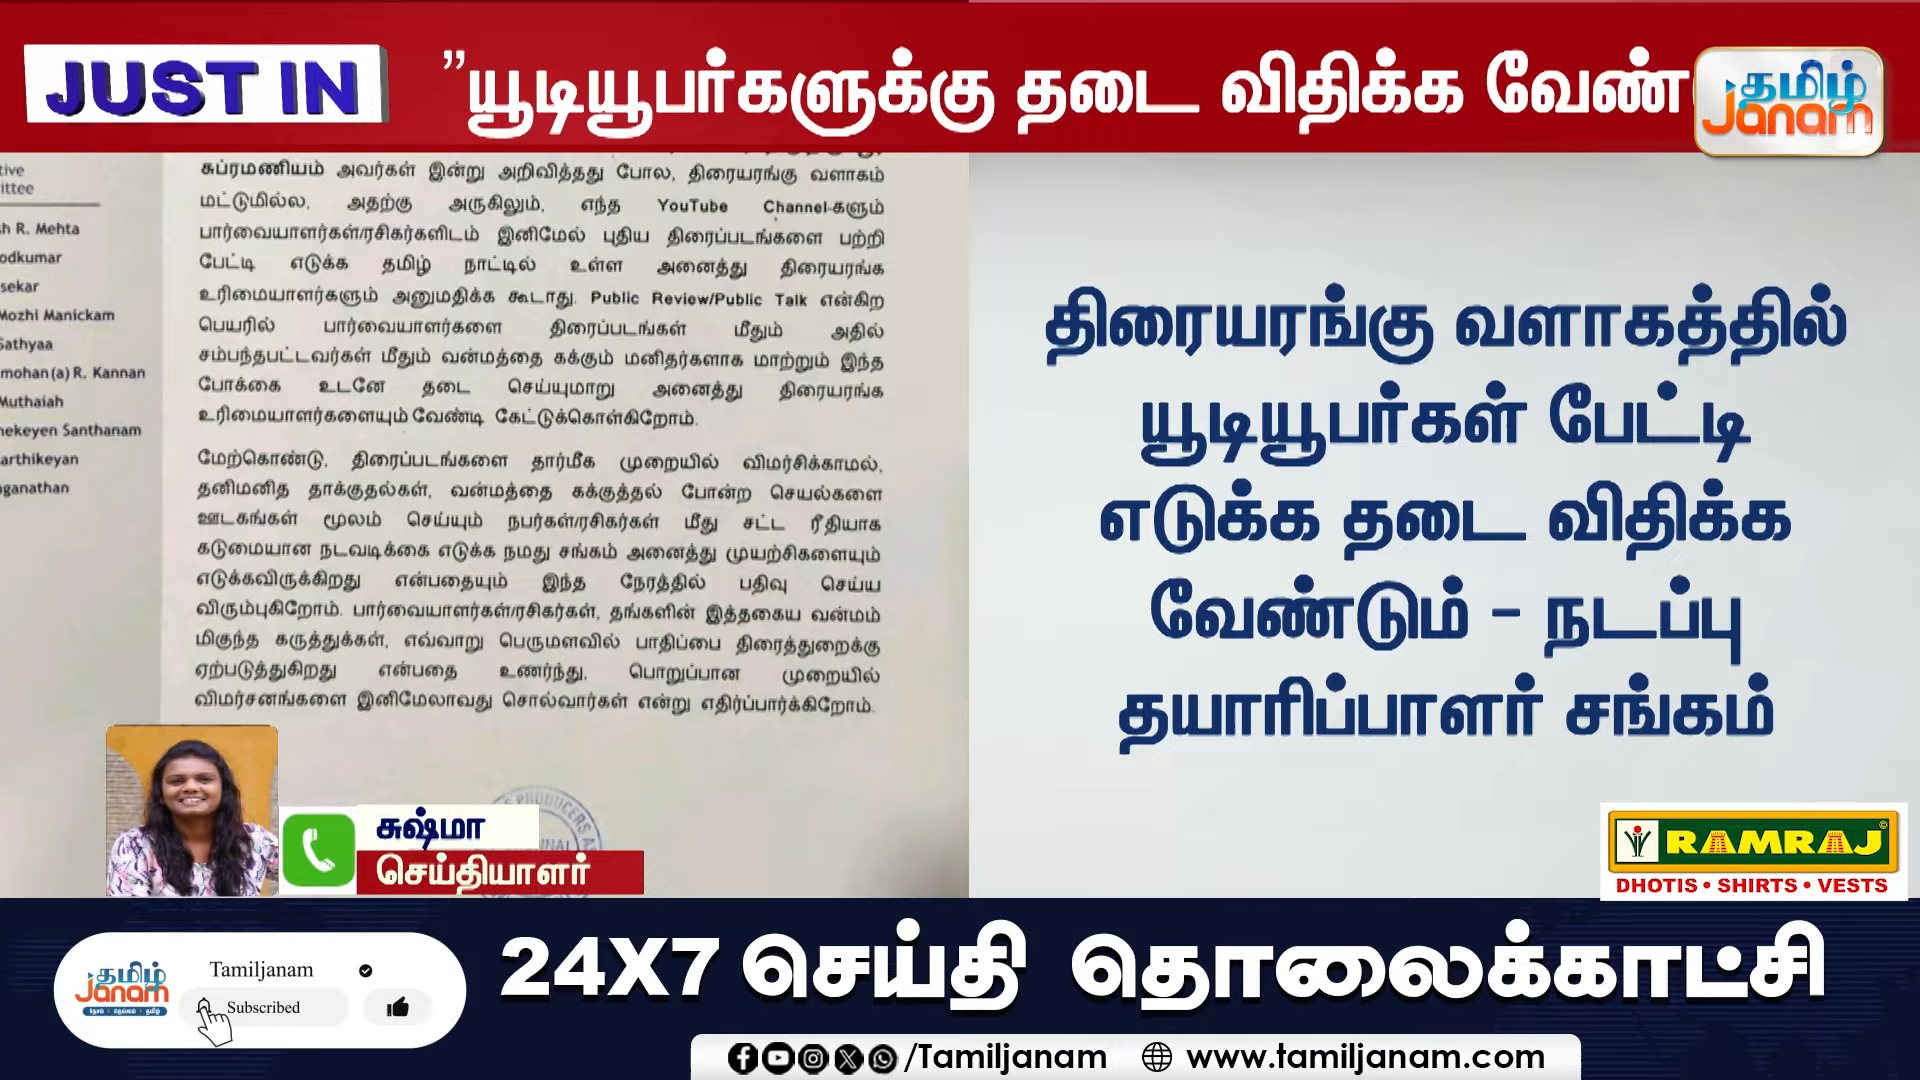 JUST IN
”யூடியூபர்களுக்கு தடை விதிக்க வேண்
தமிழ்
Janam
tive
ittee
h R. Mehta
odkumar
sekar
Mozhi Manickam
Sathyaa
mohan(a) R. Kannan
Muthaiah
nekeyen Santhanam
arthikeyan
ganathan
சுப்ரமணியம் அவர்கள் இன்று அறிவித்தது போல, திரையரங்கு வளாகம்
மட்டுமில்ல, அதற்கு அருகிலும், எந்த YouTube Channel-களும்
பார்வையாளர்கள்/ரசிகர்களிடம் இனிமேல் புதிய திரைப்படங்களை பற்றி
பேட்டி எடுக்க தமிழ் நாட்டில் உள்ள அனைத்து திரையரங்க
உரிமையாளர்களும் அனுமதிக்க கூடாது. Public Review/Public Talk என்கிற
பெயரில் பார்வையாளர்களை திரைப்படங்கள் மீதும் அதில்
சம்பந்தபட்டவர்கள் மீதும் வன்மத்தை கக்கும் மனிதர்களாக மாற்றும் இந்த
போக்கை உடனே தடை செய்யுமாறு அனைத்து திரையரங்க
உரிமையாளர்களையும் வேண்டி கேட்டுக்கொள்கிறோம்.
மேற்கொண்டு, திரைப்படங்களை தார்மீக முறையில் விமர்சிக்காமல்,
தனிமனித தாக்குதல்கள், வன்மத்தை கக்குத்தல் போன்ற செயல்களை
ஊடகங்கள் மூலம் செய்யும் நபர்கள்/ரசிகர்கள் மீது சட்ட ரீதியாக
கடுமையான நடவடிக்கை எடுக்க நமது சங்கம் அனைத்து முயற்சிகளையும்
எடுக்கவிருக்கிறது என்பதையும் இந்த நேரத்தில் பதிவு செய்ய
விரும்புகிறோம். பார்வையாளர்கள்/ரசிகர்கள், தங்களின் இத்தகைய வன்மம்
மிகுந்த கருத்துக்கள், எவ்வாறு பெருமளவில் பாதிப்பை திரைத்துறைக்கு
ஏற்படுத்துகிறது என்பதை உணர்ந்து, பொறுப்பான முறையில்
விமர்சனங்களை இனிமேலாவது சொல்வார்கள் என்று எதிர்ப்பார்க்கிறோம்.
PRODUCERS
திரையரங்கு வளாகத்தில்
யூடியூபர்கள் பேட்டி
எடுக்க தடை விதிக்க
வேண்டும் – நடப்பு
தயாரிப்பாளர் சங்கம்
சுஷ்மா
செய்தியாளர்
RAMRAJ
DHOTIS • SHIRTS • VESTS
தமிழ்
Janam
Tamiljanam
Subscribed
24X7 செய்தி தொலைக்காட்சி
/Tamiljanam www.tamiljanam.com